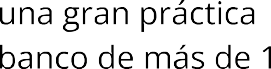 una gran práctica
banco de más de 1